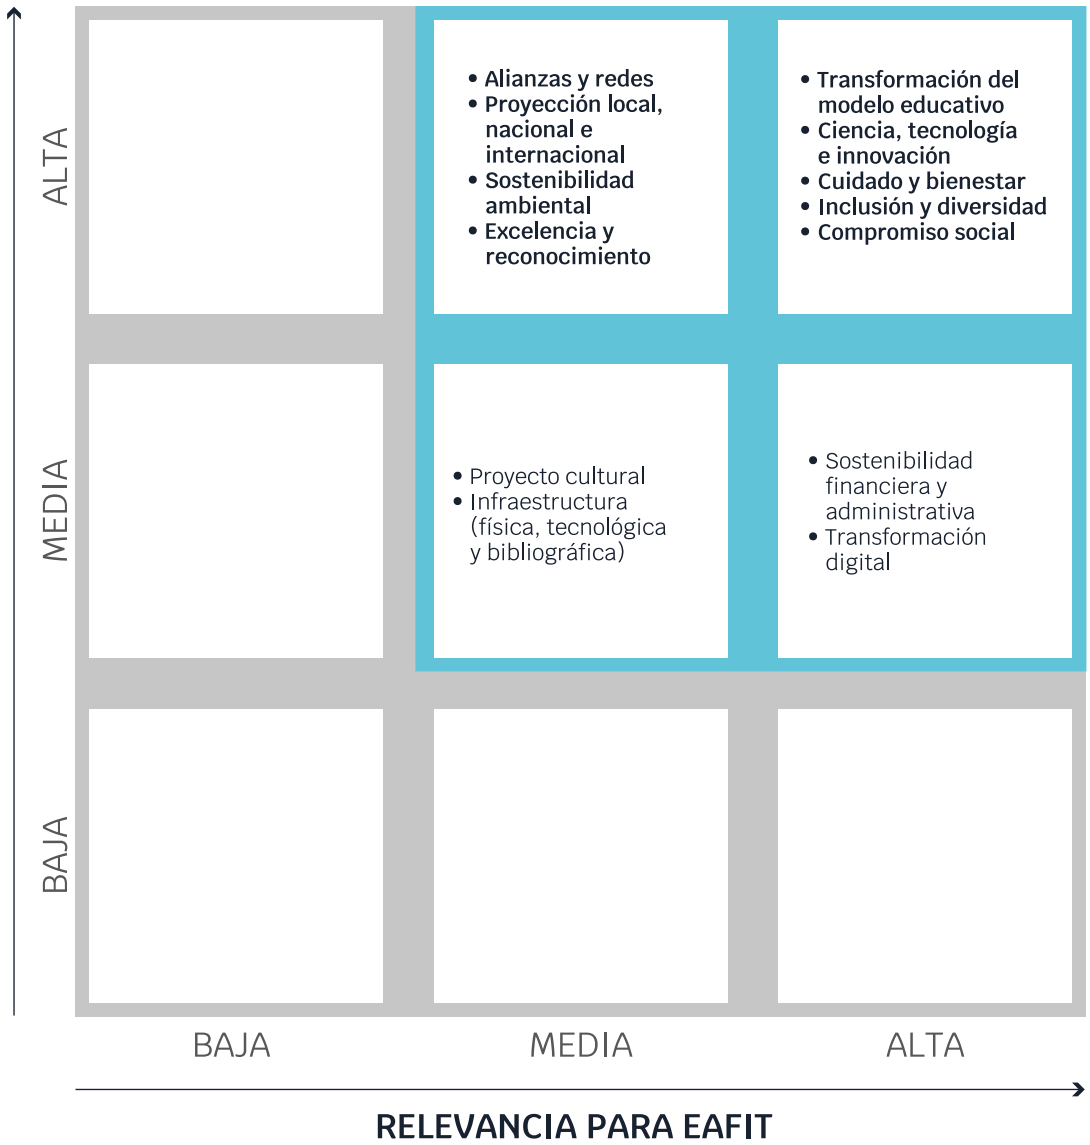 ALTA
• Alianzas y redes
• Proyección local,
nacional e
internacional
• Sostenibilidad
ambiental
• Excelencia y
reconocimiento
• Transformación del
modelo educativo
• Ciencia, tecnología
e innovación
• Cuidado y bienestar
• Inclusión y diversidad
• Compromiso social
MEDIA
• Proyecto cultural
• Infraestructura
(física, tecnológica
y bibliográfica)
• Sostenibilidad
financiera y
administrativa
• Transformación
digital
BAJA
BAJA
MEDIA
ALTA
RELEVANCIA PARA EAFIT